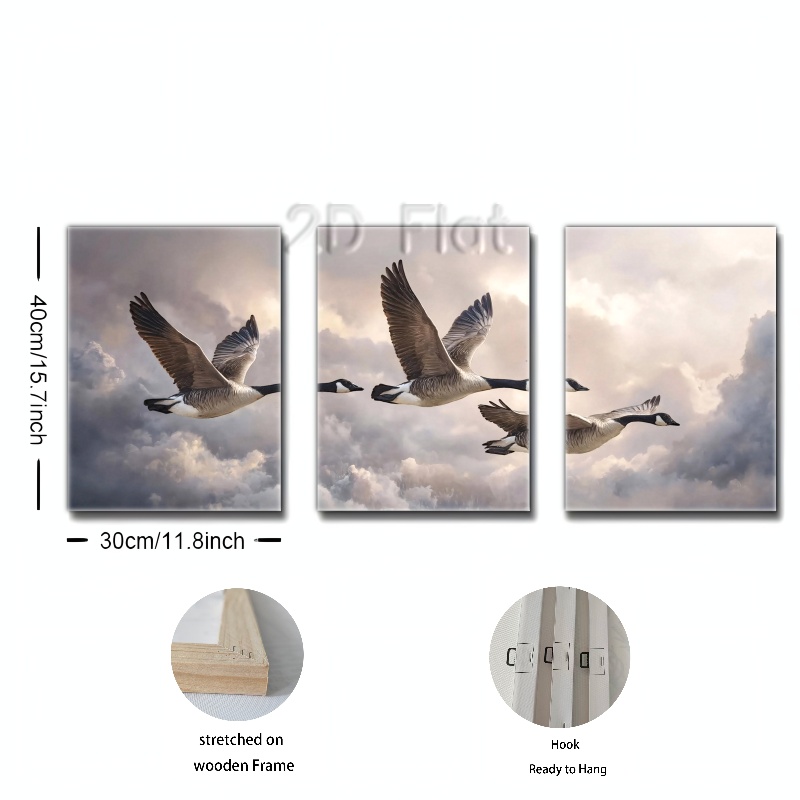 2D Flat
40cm/15.7inch
30cm/11.8inch
stretched on
wooden Frame
Hook
Ready to Hang